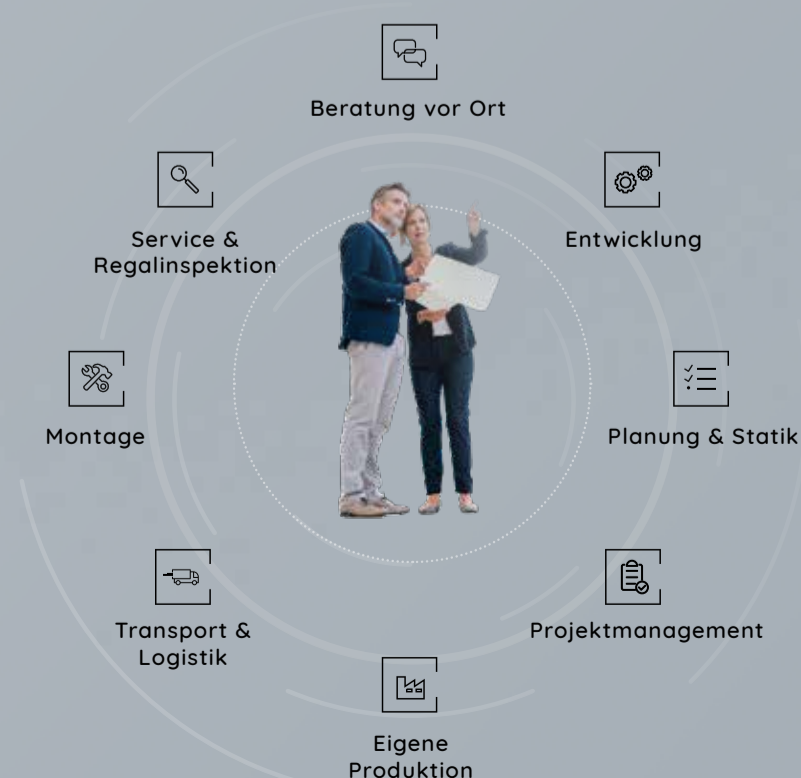 Beratung vor Ort
Entwicklung
Planung & Statik
Projektmanagement
Eigene
Produktion
Transport &
Logistik
Montage
Service &
Regalinspektion